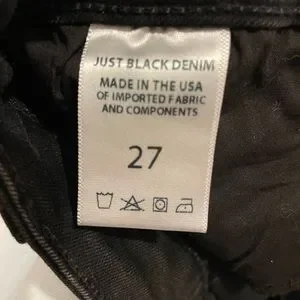 JUST BLACK DENIM
MADE IN THE USA
OF IMPORTED FABRIC
AND COMPONENTS
27